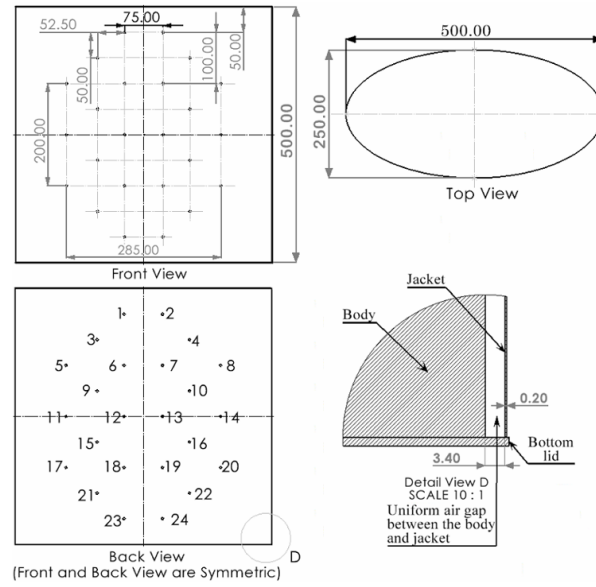 75.00
52.50
50.00
100.00
50.00
200.00
500.00
285.00
Front View
500.00
250.00
Top View
1 2
3 4
5 6 7 8
9 10
11 12 13 14
15 16
17 18 19 20
21 22
23 24
D
Back View
(Front and Back View are Symmetric)
Jacket
Body
0.20
Bottom
lid
3.40
Detail View D
SCALE 10 : 1
Uniform air gap
between the body
and jacket